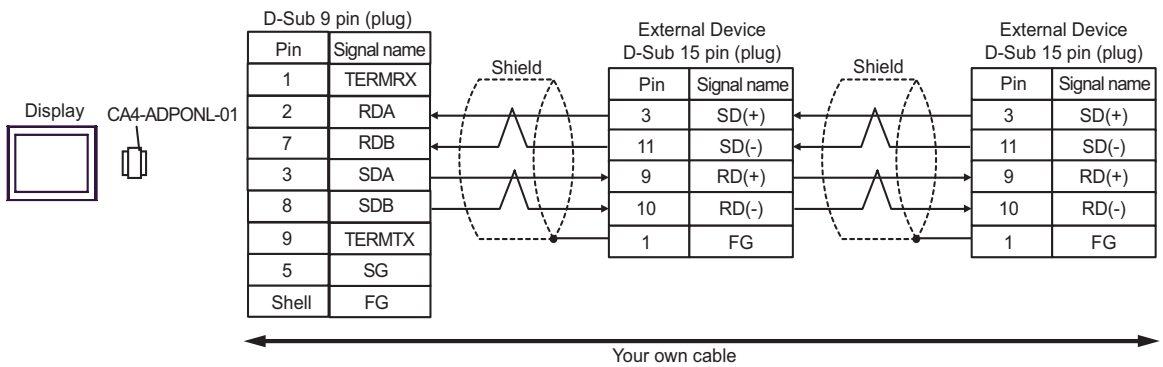 D-Sub 9 pin (plug)
Pin Signal name
1 TERMRX
2 RDA
7 RDB
3 SDA
8 SDB
9 TERMTX
5 SG
Shell FG
Display
CA4-ADPONL-01
Shield
External Device
D-Sub 15 pin (plug)
Pin Signal name
3 SD(+)
11 SD(-)
9 RD(+)
10 RD(-)
1 FG
Shield
External Device
D-Sub 15 pin (plug)
Pin Signal name
3 SD(+)
11 SD(-)
9 RD(+)
10 RD(-)
1 FG
Your own cable